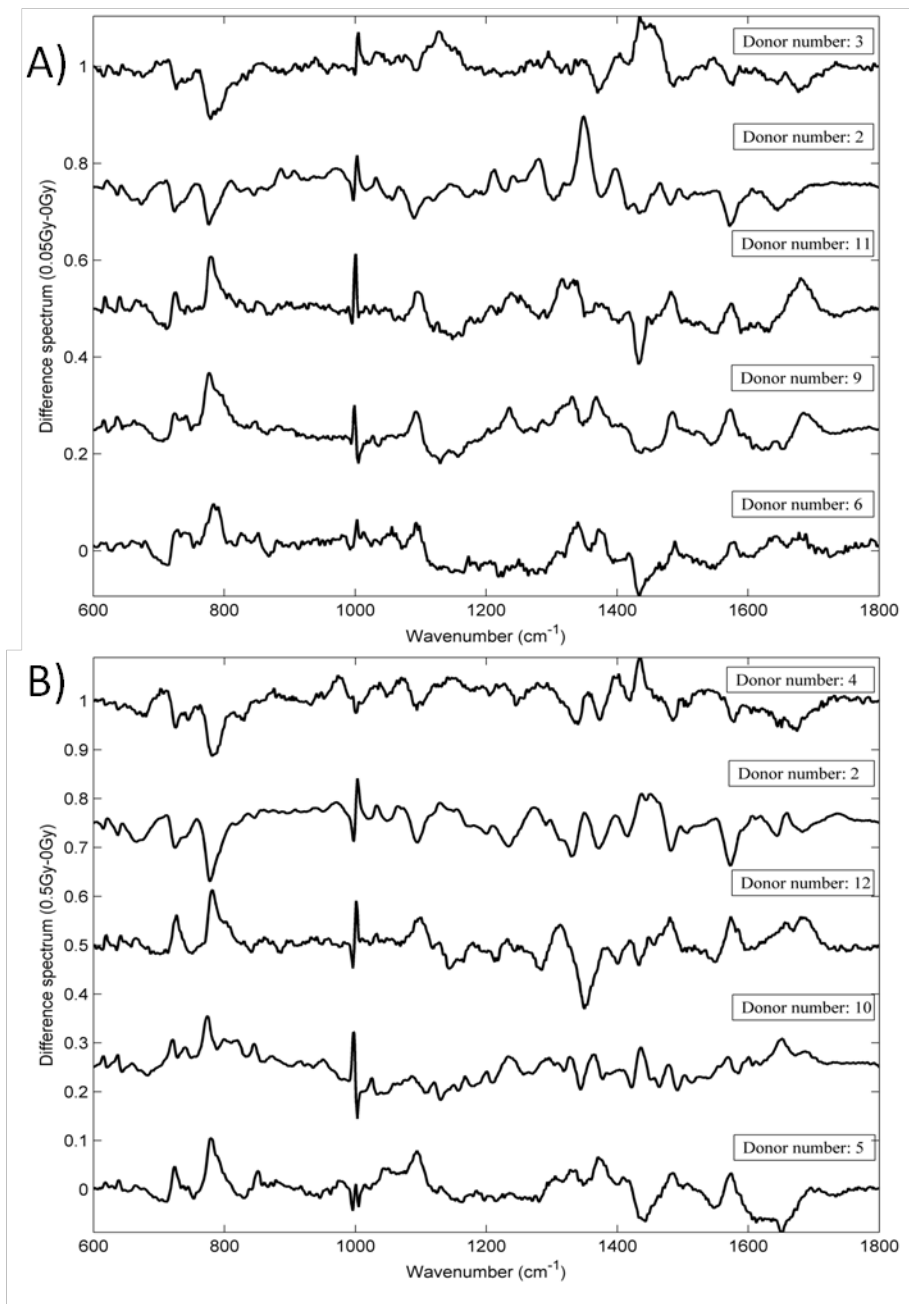 A)
Donor number: 3
Donor number: 2
Donor number: 11
Donor number: 9
Donor number: 6
1
0.8
0.6
0.4
0.2
0
Difference spectrum (0.05Gy-0Gy)
600 800 1000 1200 1400 1600 1800
Wavenumber (cm⁻¹)
B)
Donor number: 4
Donor number: 2
Donor number: 12
Donor number: 10
Donor number: 5
1
0.9
0.8
0.7
0.6
0.5
0.4
0.3
0.2
0.1
0
Difference spectrum (0.5Gy-0Gy)
600 800 1000 1200 1400 1600 1800
Wavenumber (cm⁻¹)